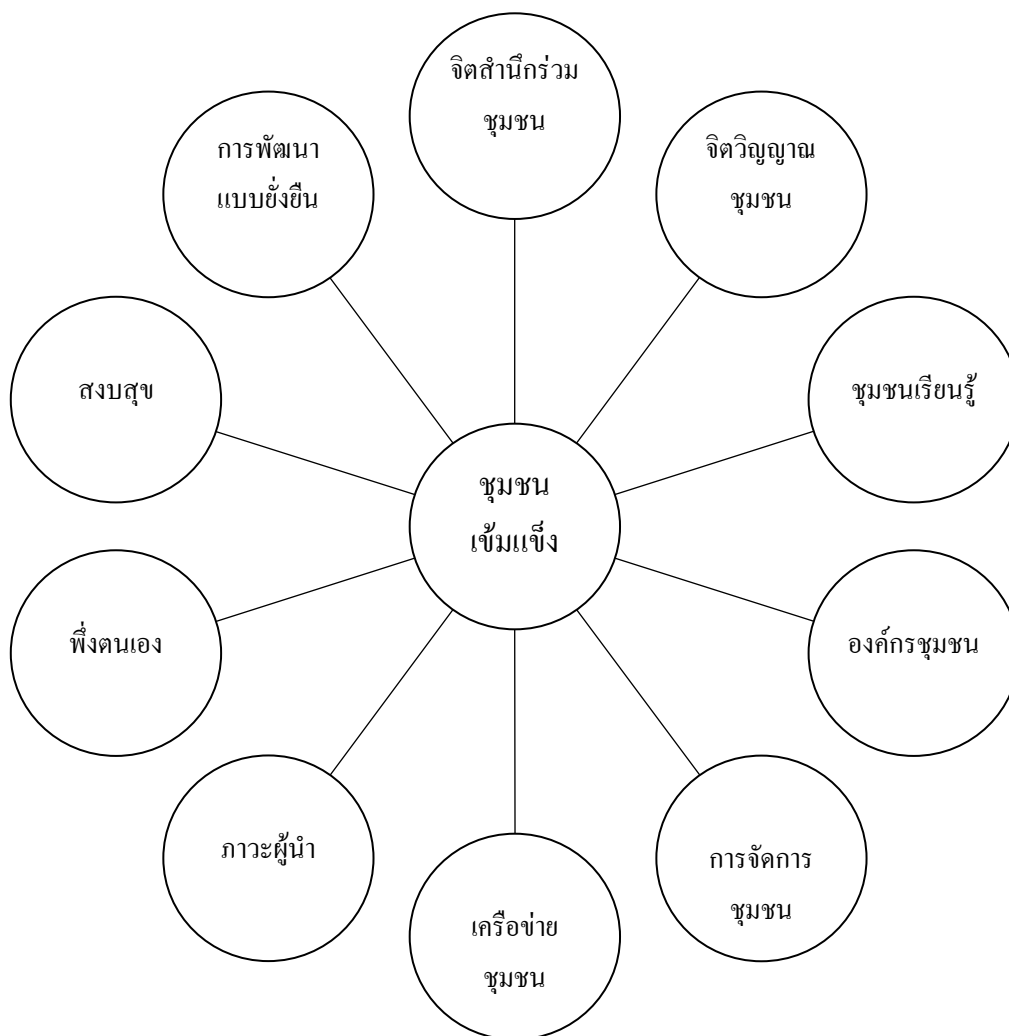 จิตสำนึกร่วม
ชุมชน
จิตวิญญาณ
ชุมชน
ชุมชนเรียนรู้
องค์กรชุมชน
การจัดการ
ชุมชน
เครือข่าย
ชุมชน
ภาวะผู้นำ
พึ่งตนเอง
สงบสุข
การพัฒนา
แบบยั่งยืน
ชุมชน
เข้มแข็ง